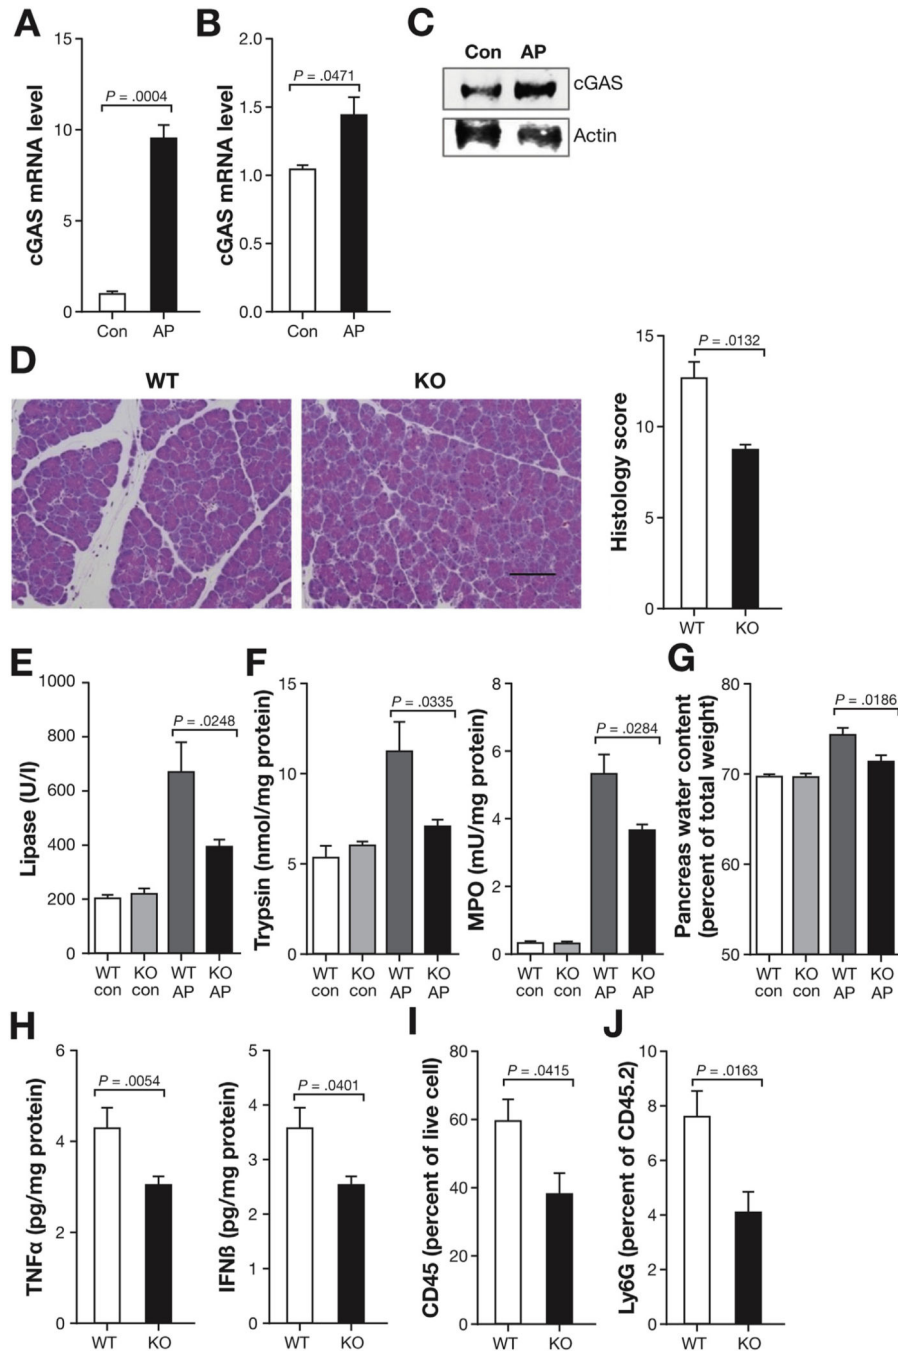 A
cGAS mRNA level
15
10
5
0
P = .0004
Con AP
B
cGAS mRNA level
2.0
1.5
1.0
0.5
0.0
P = .0471
Con AP
C
Con AP
cGAS
Actin
D
WT KO
Histology score
15
10
5
0
P = .0132
WT KO
E
Lipase (U/l)
1000
800
600
400
200
0
P = .0248
WT KO WT KO
con con AP AP
F
Trypsin (nmol/mg protein)
15
10
5
0
P = .0335
WT KO WT KO
con con AP AP
MPO (mU/mg protein)
8
6
4
2
0
P = .0284
WT KO WT KO
con con AP AP
G
Pancreas water content
(percent of total weight)
80
70
60
50
P = .0186
WT KO WT KO
con con AP AP
H
TNFα (pg/mg protein)
6
4
2
0
P = .0054
WT KO
IFNß (pg/mg protein)
5
4
3
2
1
0
P = .0401
WT KO
I
CD45 (percent of live cell)
80
60
40
20
0
P = .0415
WT KO
J
Ly6G (percent of CD45.2)
10
8
6
4
2
0
P = .0163
WT KO